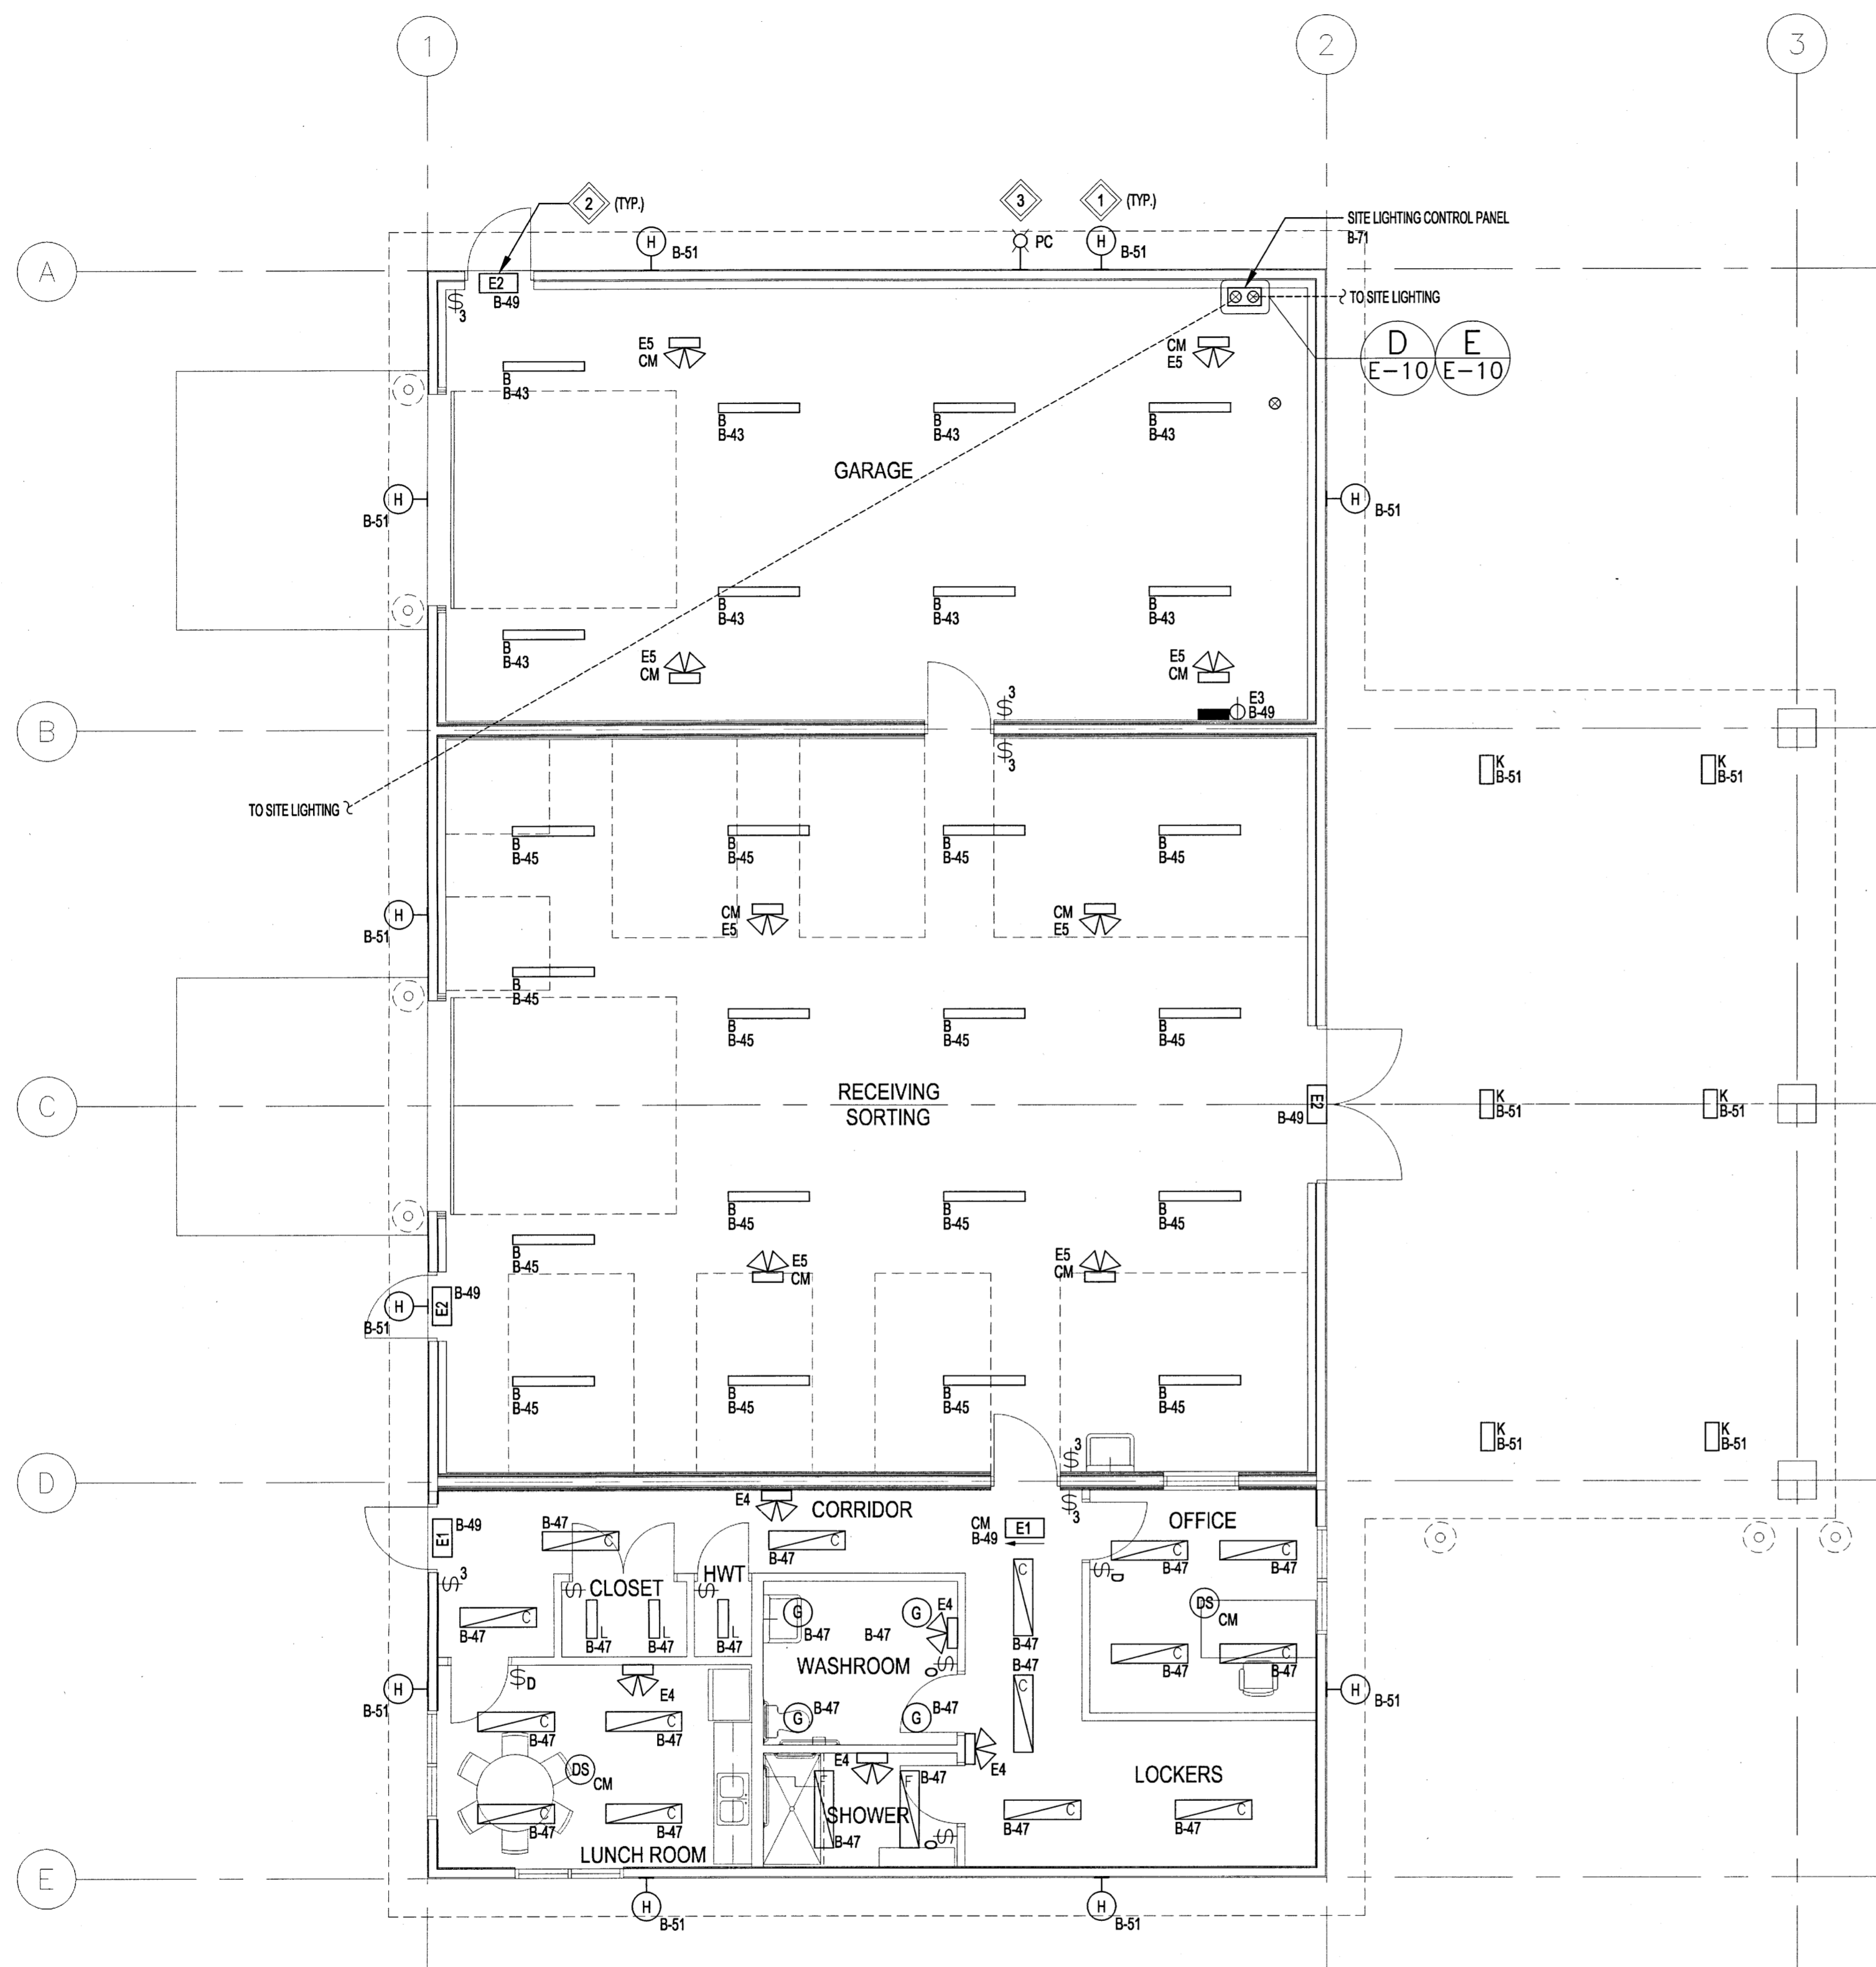 1
2
3
2 (TYP.)
3
1 (TYP.)
SITE LIGHTING CONTROL PANEL
B-71
H
B-51
PC
H
B-51
A
E2
B-49
$3
TO SITE LIGHTING
D
E-10
E
E-10
E5
CM
CM
E5
B
B-43
B
B-43
B
B-43
B
B-43
GARAGE
H
B-51
H
B-51
B
B-43
B
B-43
B
B-43
B
B-43
E5
CM
E5
CM
$3
E3
B-49
B
$3
K
B-51
K
B-51
TO SITE LIGHTING
B
B-45
B
B-45
B
B-45
B
B-45
H
B-51
CM
E5
CM
E5
B
B-45
B
B-45
B
B-45
B
B-45
C
RECEIVING
SORTING
E2
B-49
K
B-51
K
B-51
B
B-45
B
B-45
B
B-45
B
B-45
E5
CM
E5
CM
E2
B-49
H
B-51
B
B-45
B
B-45
B
B-45
B
B-45
K
B-51
K
B-51
$3
D
E4
CORRIDOR
$3
OFFICE
E1
B-49
B-47
C
C
B-47
CM
B-49
E1
C
B-47
C
B-47
$3
$
CLOSET
$
HWT
C
B-47
$D
C
B-47
L
B-47
L
B-47
L
B-47
G
B-47
G
B-47
E4
DS
CM
WASHROOM
$O
B-47
C
C
B-47
C
B-47
H
B-51
$D
E4
G
B-47
G
B-47
H
B-51
C
B-47
C
B-47
E4
E4
DS
CM
LOCKERS
C
B-47
C
B-47
F
B-47
F
B-47
SHOWER
$O
C
B-47
C
B-47
LUNCH ROOM
E
H
B-51
H
B-51